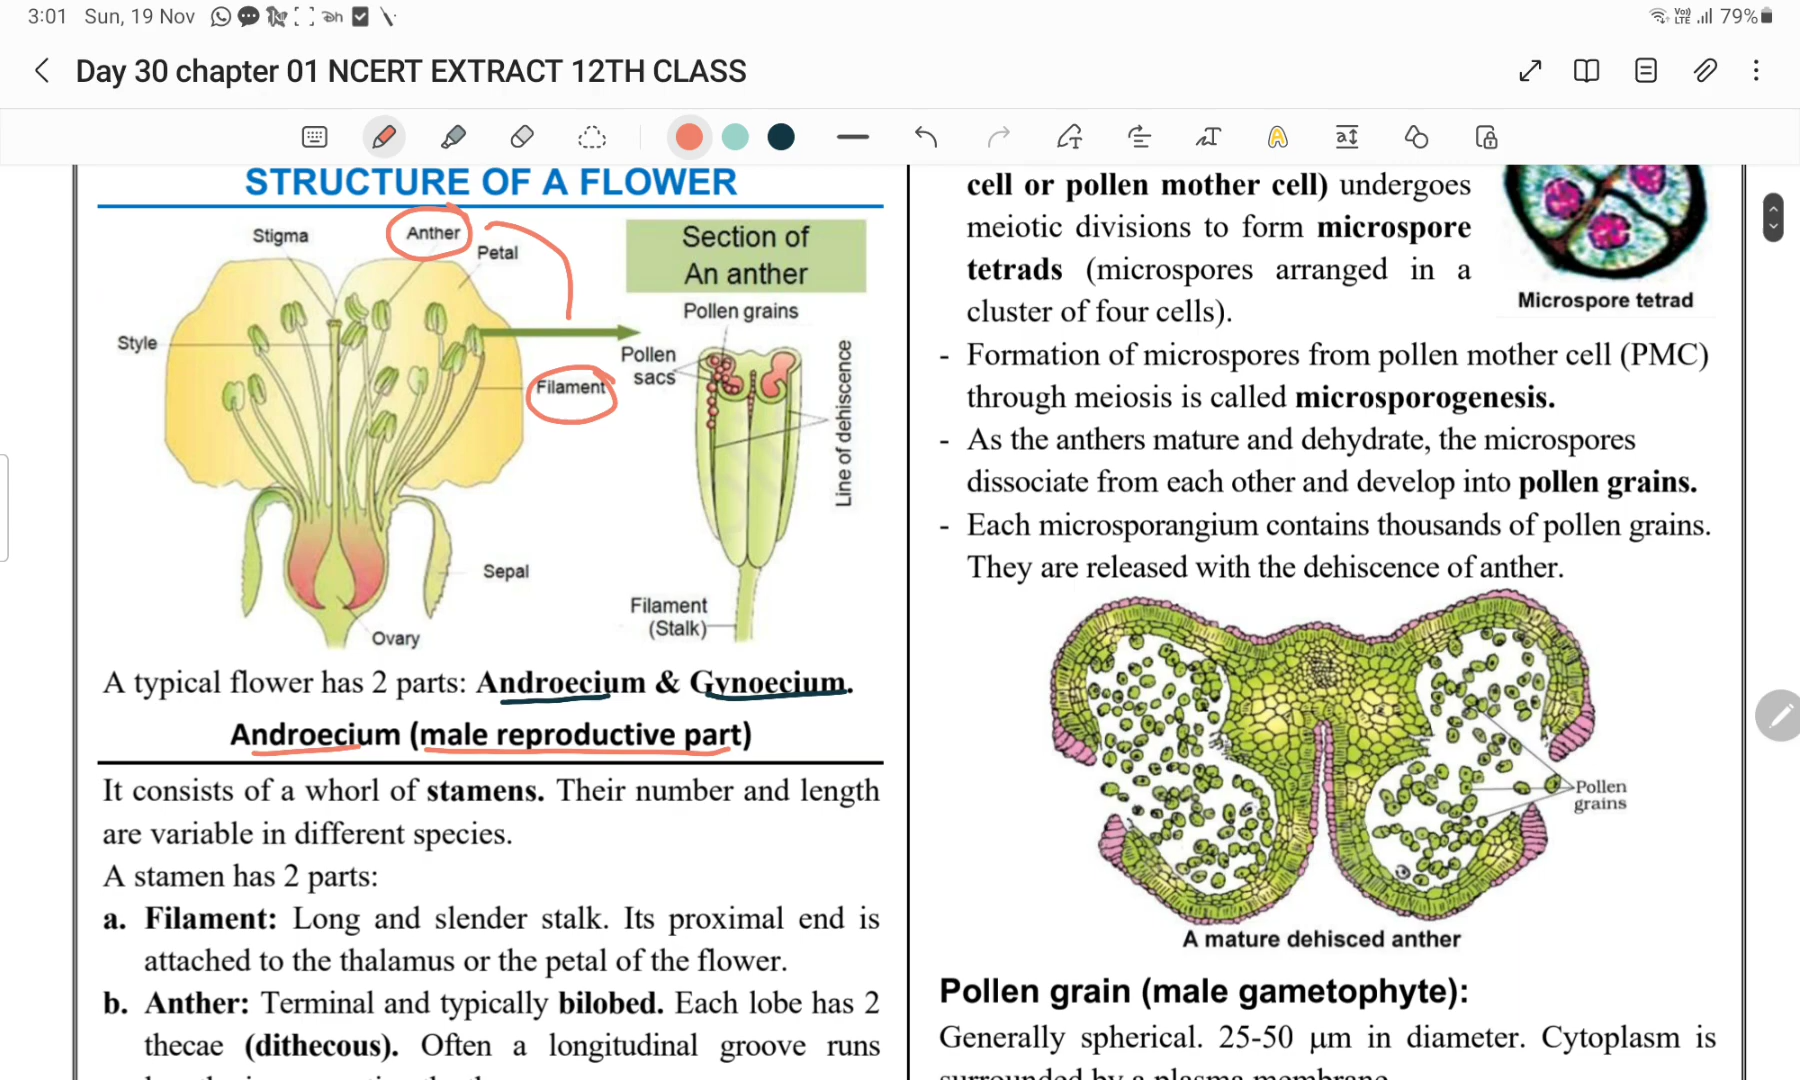 3:01 Sun, 19 Nov
79%
Day 30 chapter 01 NCERT EXTRACT 12TH CLASS
STRUCTURE OF A FLOWER
Stigma
Anther
Petal
Style
Filament
Sepal
Ovary
Section of
An anther
Pollen grains
Pollen
sacs
Line of dehiscence
Filament
(Stalk)
A typical flower has 2 parts: Androecium & Gynoecium.
Androecium (male reproductive part)
It consists of a whorl of stamens. Their number and length
are variable in different species.
A stamen has 2 parts:
a. Filament: Long and slender stalk. Its proximal end is
attached to the thalamus or the petal of the flower.
b. Anther: Terminal and typically bilobed. Each lobe has 2
thecae (dithecous). Often a longitudinal groove runs
cell or pollen mother cell) undergoes
meiotic divisions to form microspore
tetrads (microspores arranged in a
cluster of four cells).
Microspore tetrad
- Formation of microspores from pollen mother cell (PMC)
through meiosis is called microsporogenesis.
- As the anthers mature and dehydrate, the microspores
dissociate from each other and develop into pollen grains.
- Each microsporangium contains thousands of pollen grains.
They are released with the dehiscence of anther.
Pollen
grains
A mature dehisced anther
Pollen grain (male gametophyte):
Generally spherical. 25-50 μm in diameter. Cytoplasm is
surrounded by a plasma membrane.